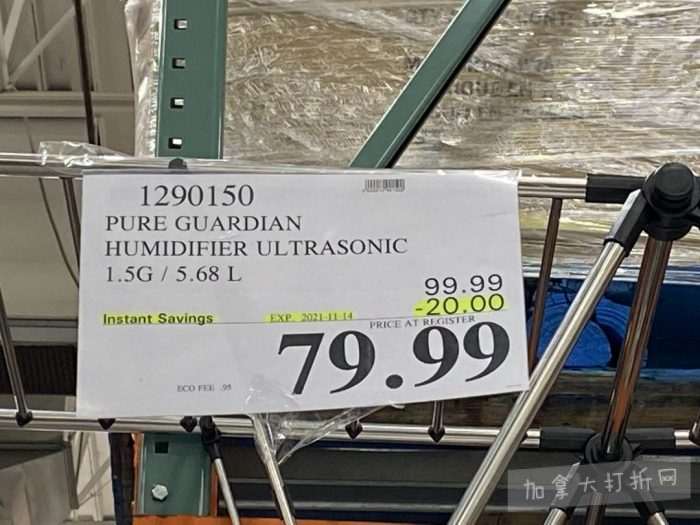 1290150
PURE GUARDIAN
HUMIDIFIER ULTRASONIC
1.5G / 5.68 L
99.99
Instant Savings EXP. 2021-11-14 -20.00
PRICE AT REGISTER
79.99
ECO FEE .95
加拿大打折网